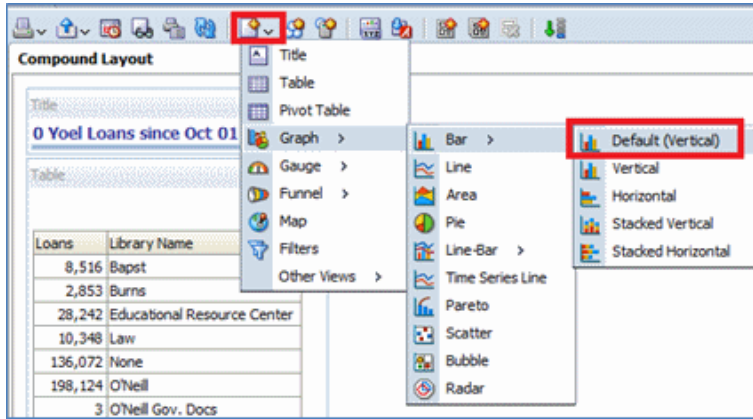 Compound Layout
Title
0 Yoel Loans since Oct 01
Table
Loans Library Name
8,516 Bapst
2,853 Burns
28,242 Educational Resource Center
10,348 Law
136,072 None
198,124 O'Neill
3 O'Neill Gov. Docs
Title
Table
Pivot Table
Graph >
Gauge >
Funnel >
Map
Filters
Other Views >
Bar >
Line
Area
Pie
Line-Bar >
Time Series Line
Pareto
Scatter
Bubble
Radar
Default (Vertical)
Vertical
Horizontal
Stacked Vertical
Stacked Horizontal